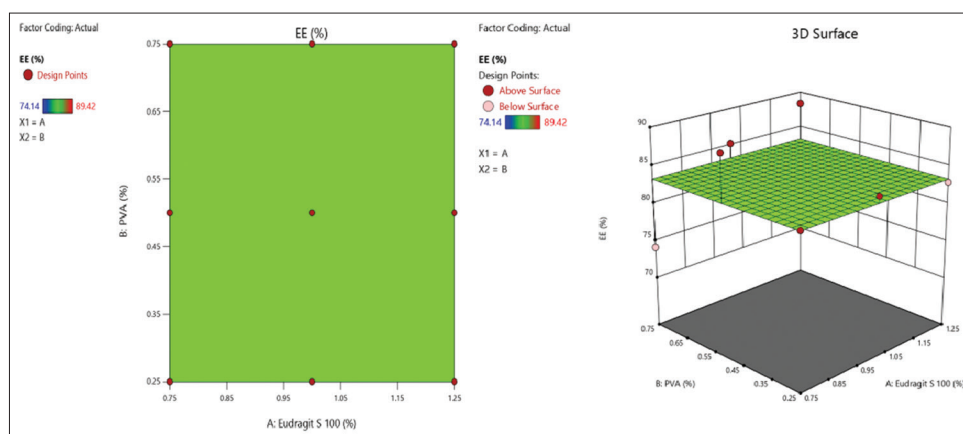 Factor Coding: Actual
EE (%)
Design Points
74.14 89.42
X1 = A
X2 = B
EE (%)
B: PVA (%)
0.75
0.65
0.55
0.45
0.35
0.25
0.75 0.85 0.95 1.05 1.15 1.25
A: Eudragit S 100 (%)
Factor Coding: Actual
EE (%)
Design Points:
Above Surface
Below Surface
74.14 89.42
X1 = A
X2 = B
3D Surface
EE (%)
90
85
80
75
70
0.75
0.65
0.55
0.45
0.35
0.25
B: PVA (%)
1.25
1.15
1.05
0.95
0.85
0.75
A: Eudragit S 100 (%)